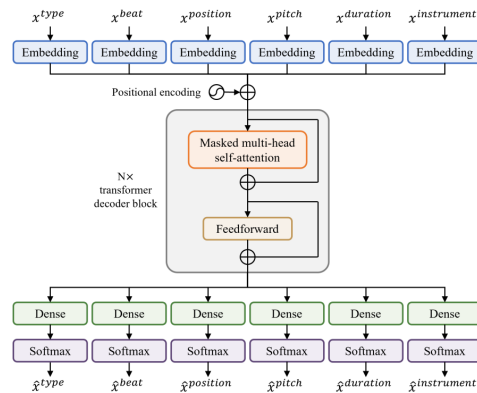 x^type x^beat x^position x^pitch x^duration x^instrument
Embedding Embedding Embedding Embedding Embedding Embedding
Positional encoding
Masked multi-head
self-attention
N×
transformer
decoder block
Feedforward
Dense Dense Dense Dense Dense Dense
Softmax Softmax Softmax Softmax Softmax Softmax
x̂^type x̂^beat x̂^position x̂^pitch x̂^duration x̂^instrument